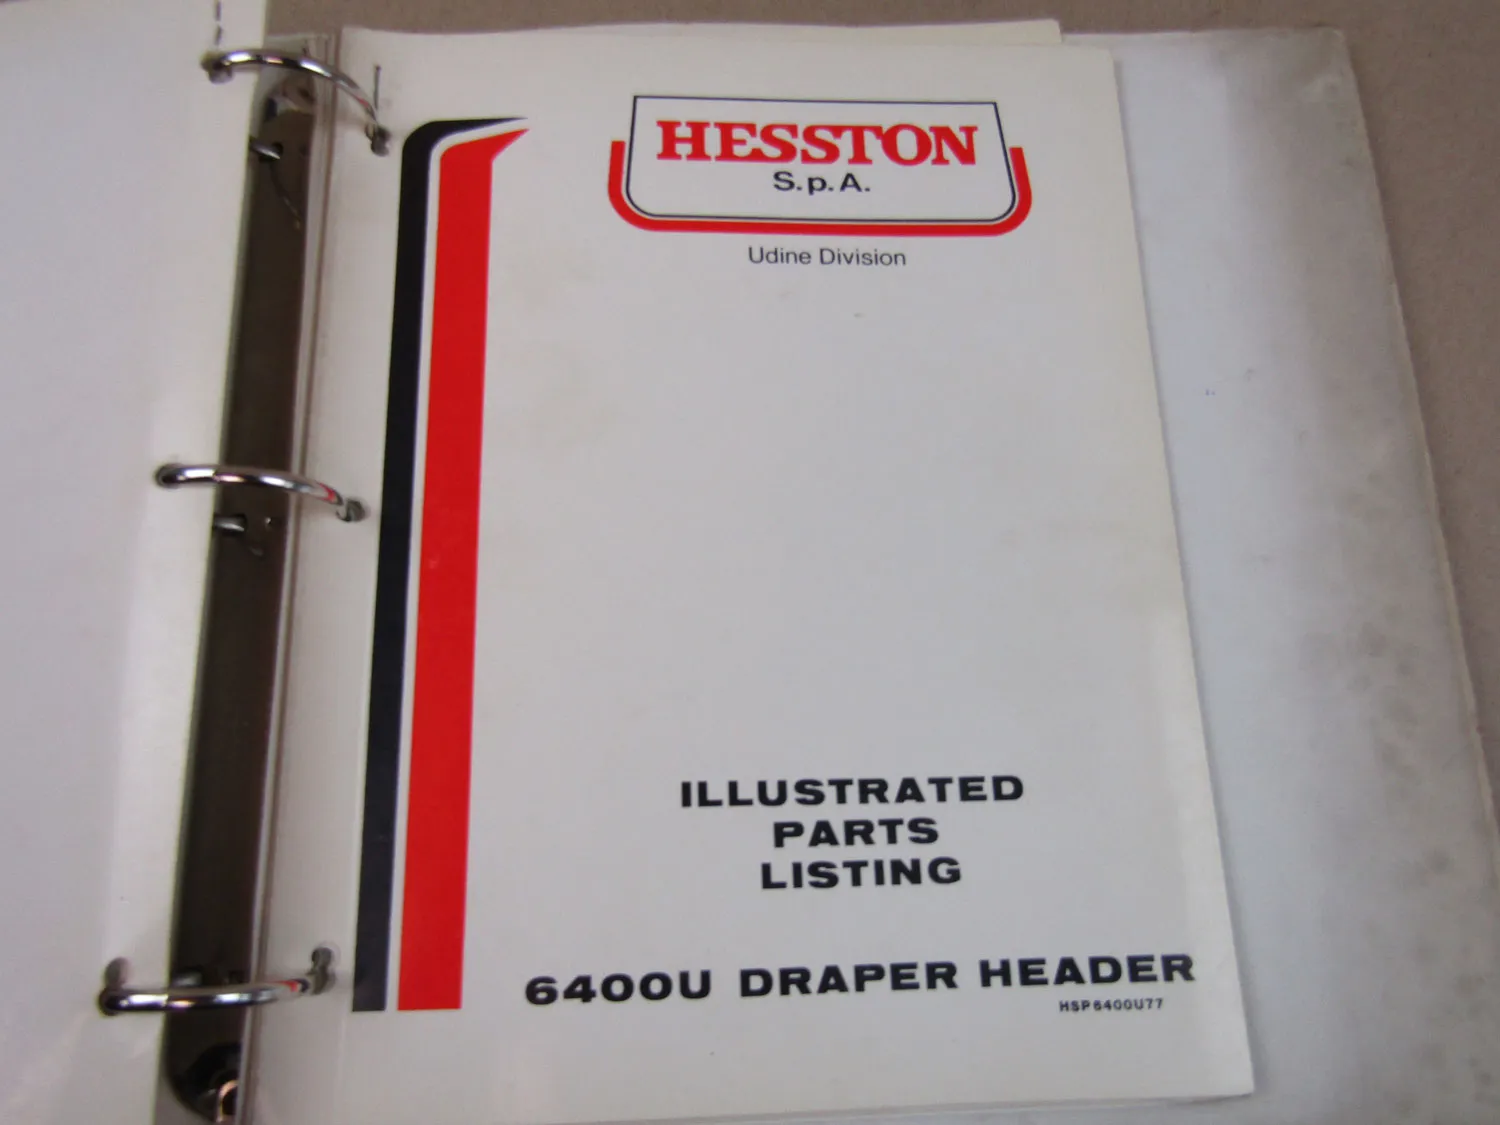 HESSTON
S.p.A.
Udine Division
ILLUSTRATED
PARTS
LISTING
6400U DRAPER HEADER
HSP6400U77